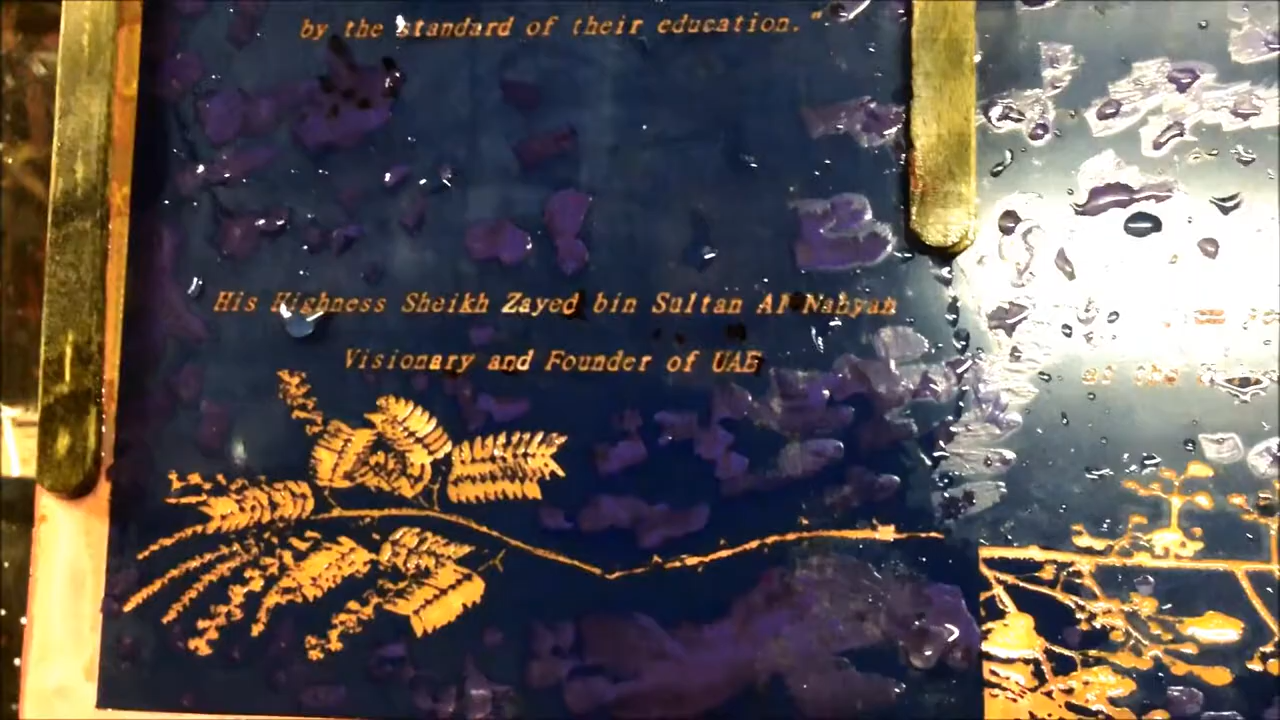 by the standard of their education."
His Highness Sheikh Zayed bin Sultan Al Nahyan
Visionary and Founder of UAE